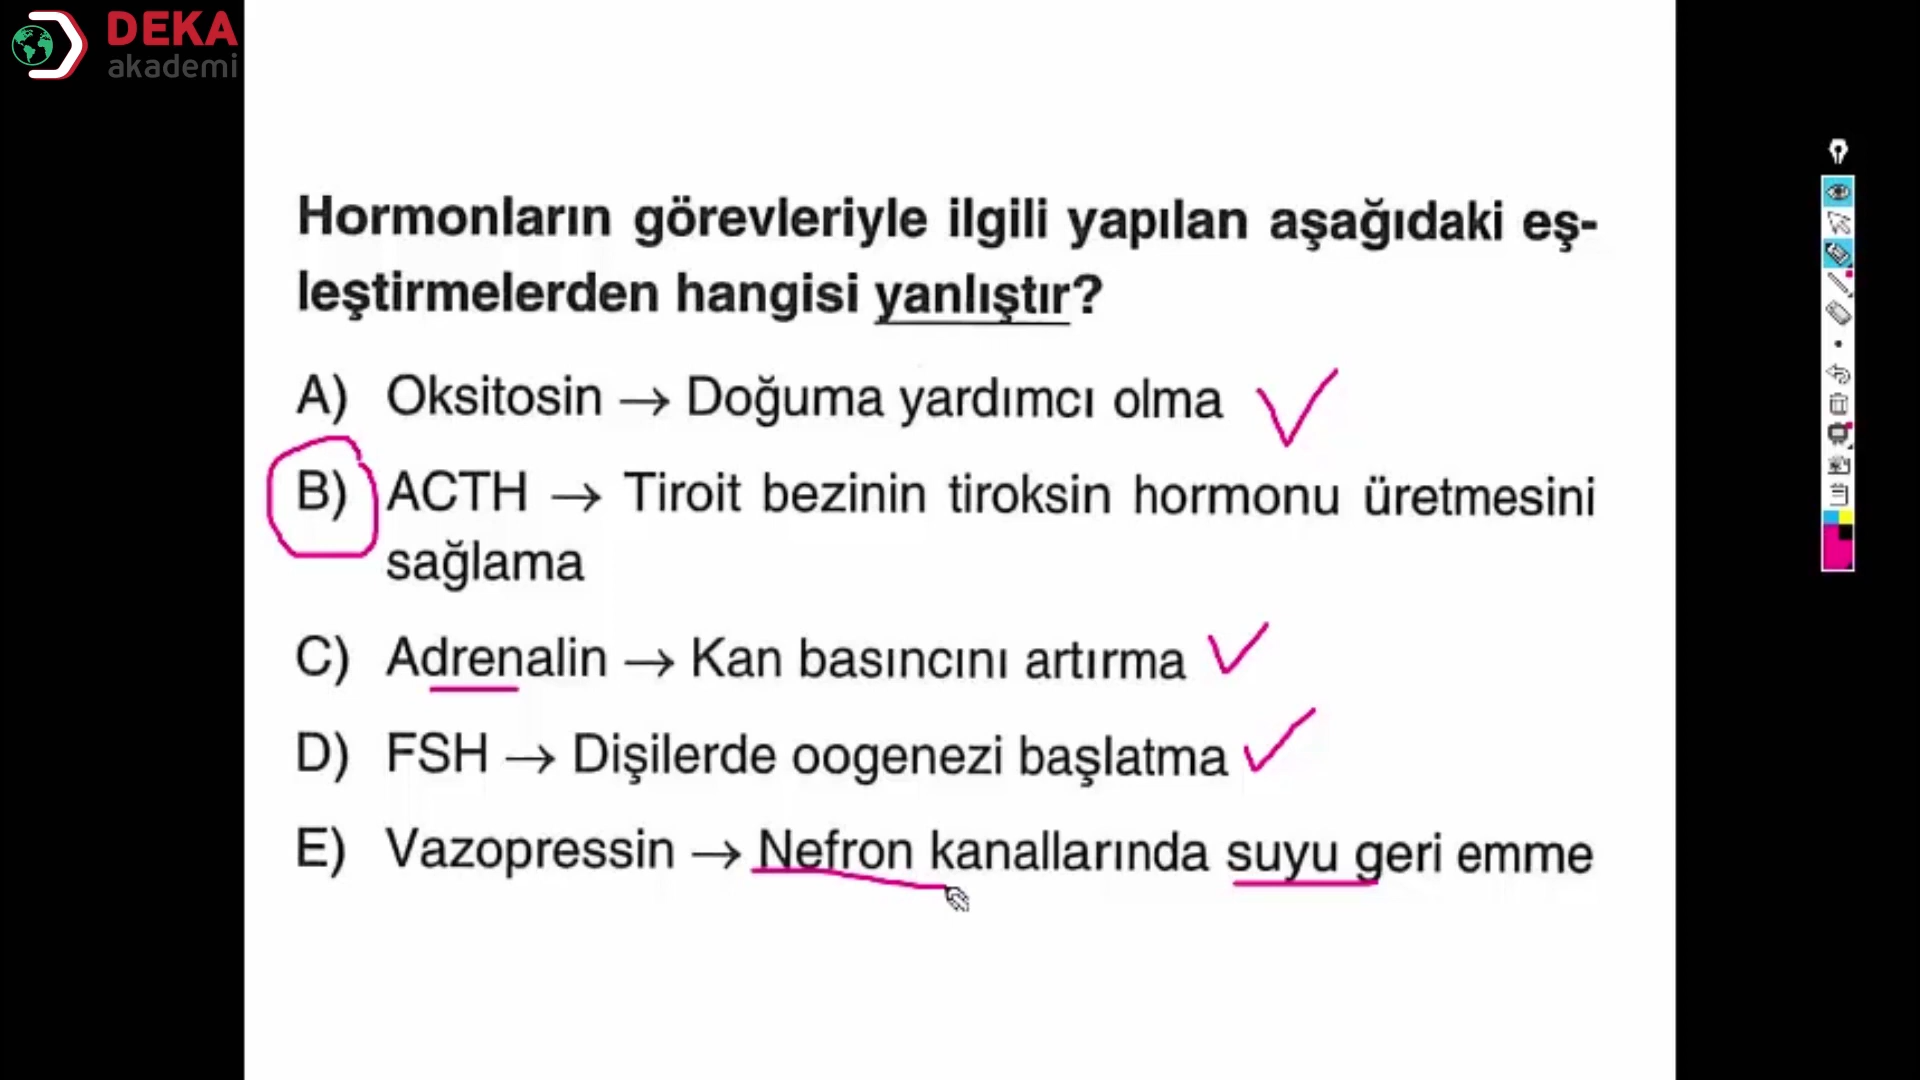 DEKA
akademi
Hormonların görevleriyle ilgili yapılan aşağıdaki eş-
leştirmelerden hangisi yanlıştır?
A) Oksitosin → Doğuma yardımcı olma
B) ACTH → Tiroit bezinin tiroksin hormonu üretmesini
sağlama
C) Adrenalin → Kan basıncını artırma
D) FSH → Dişilerde oogenezi başlatma
E) Vazopressin → Nefron kanallarında suyu geri emme